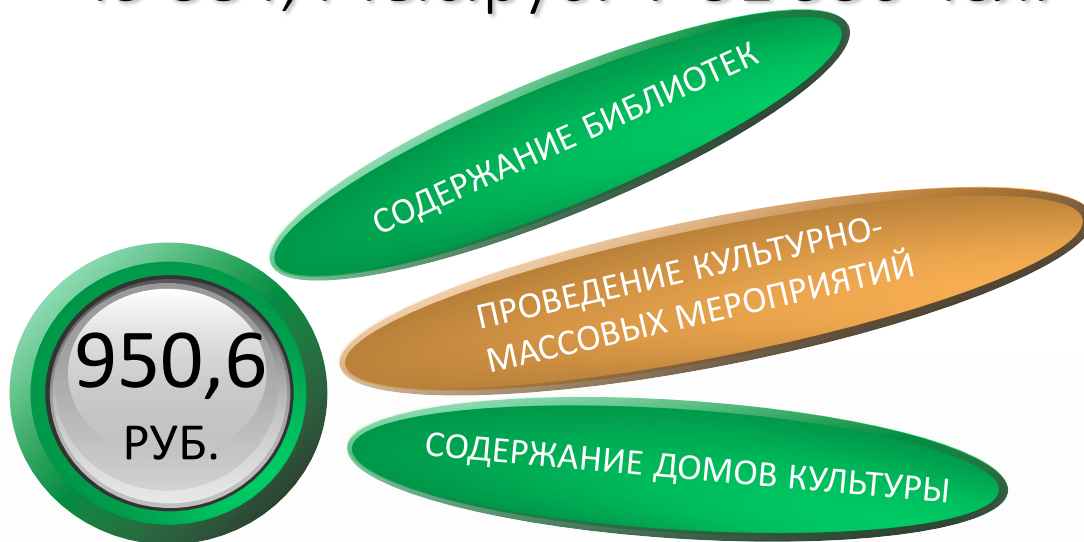 СОДЕРЖАНИЕ БИБЛИОТЕК
ПРОВЕДЕНИЕ КУЛЬТУРНО-
МАССОВЫХ МЕРОПРИЯТИЙ
950,6
РУБ.
СОДЕРЖАНИЕ ДОМОВ КУЛЬТУРЫ